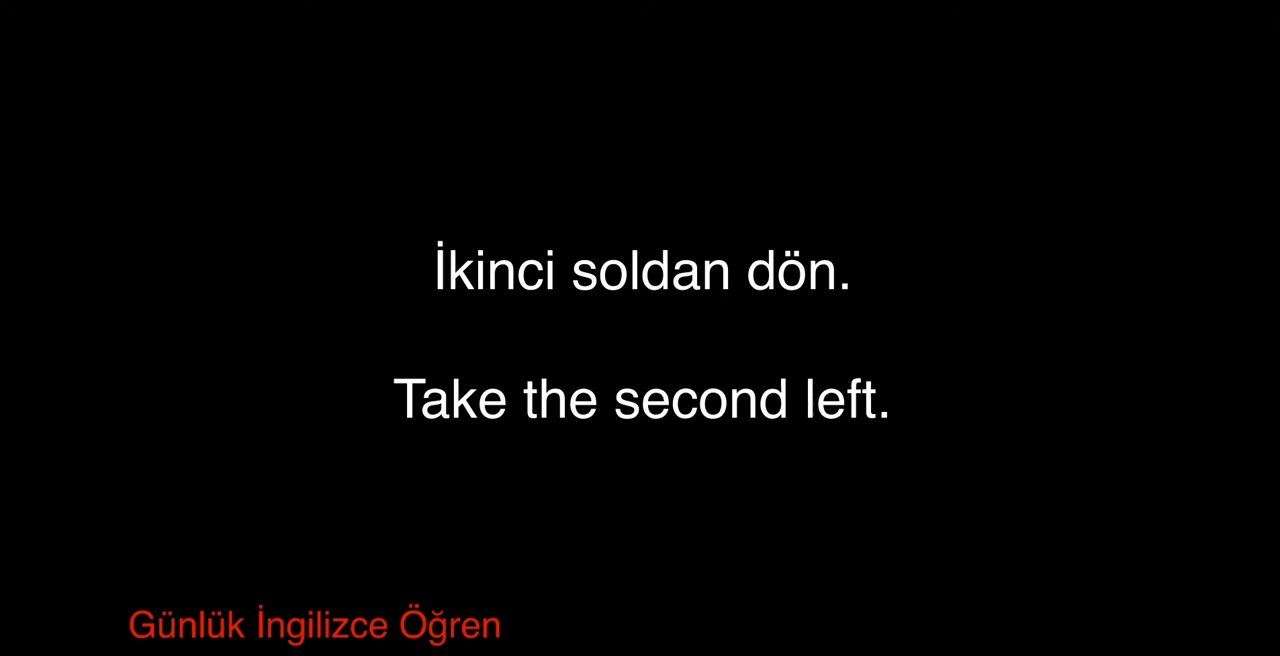 İkinci soldan dön.
Take the second left.
Günlük İngilizce Öğren